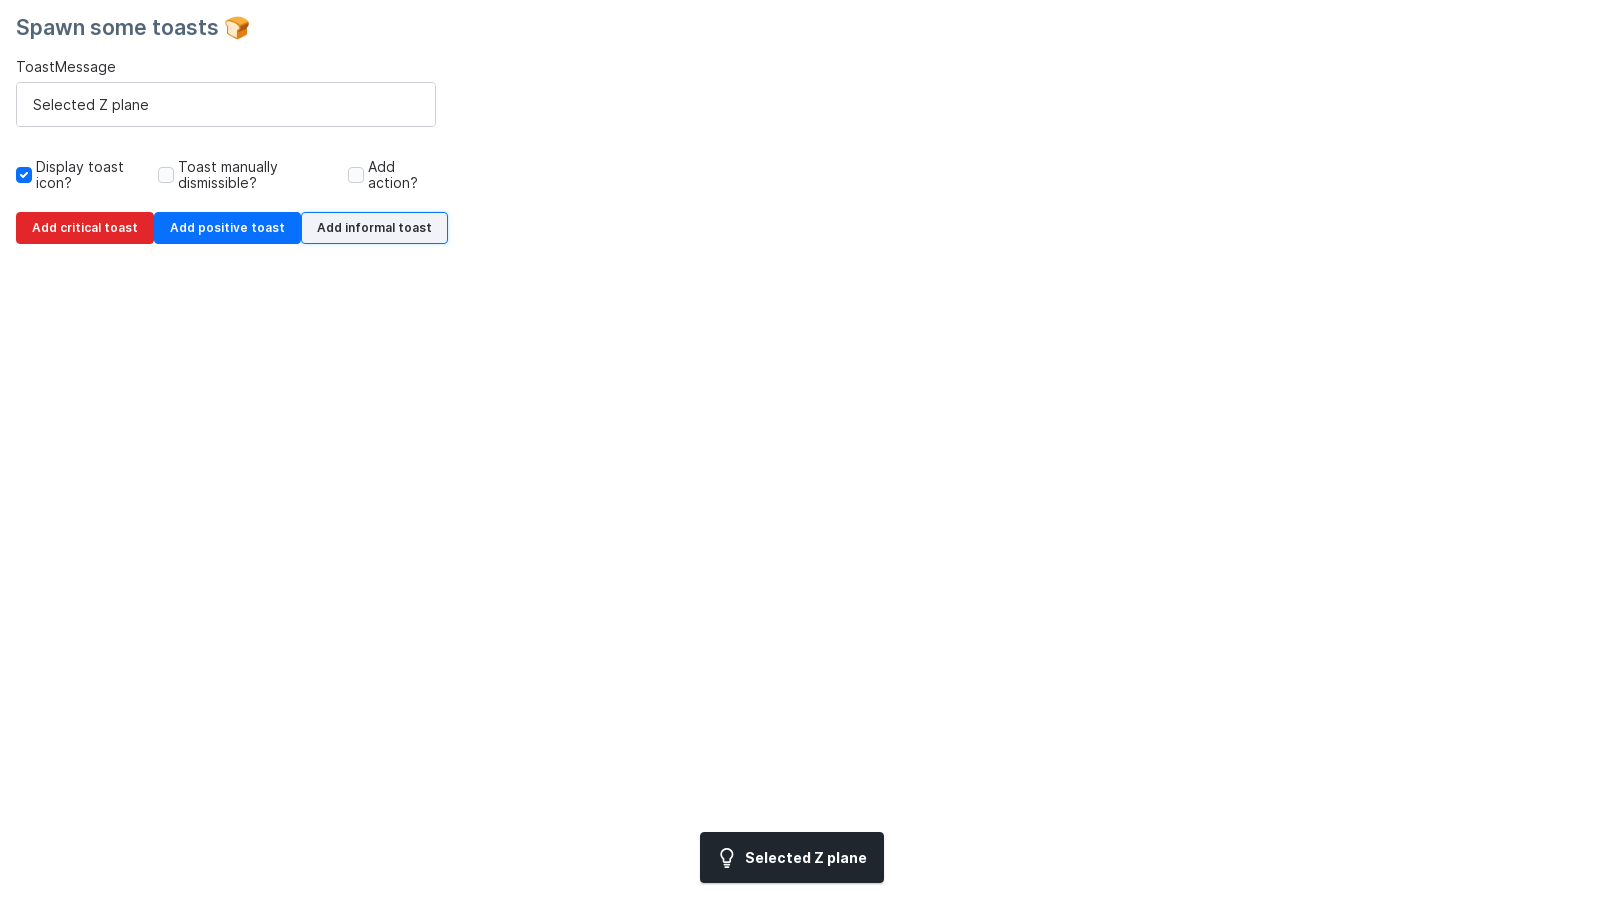 Spawn some toasts 🍞
ToastMessage
Selected Z plane
Display toast icon?
Toast manually dismissible?
Add action?
Add critical toast
Add positive toast
Add informal toast
Selected Z plane